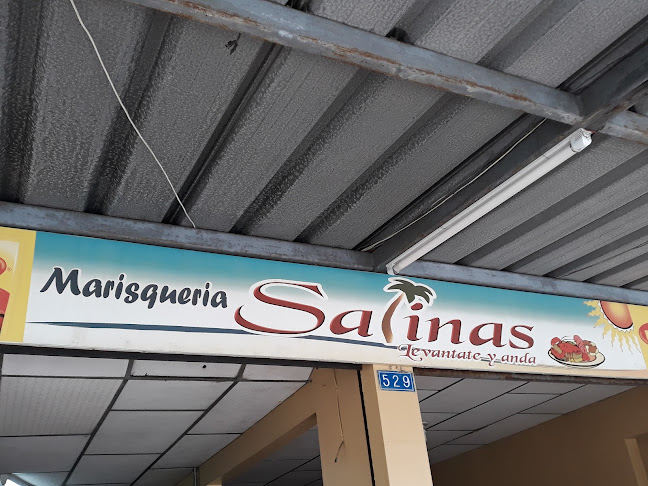 Marisqueria Salinas
Levantate y anda
529